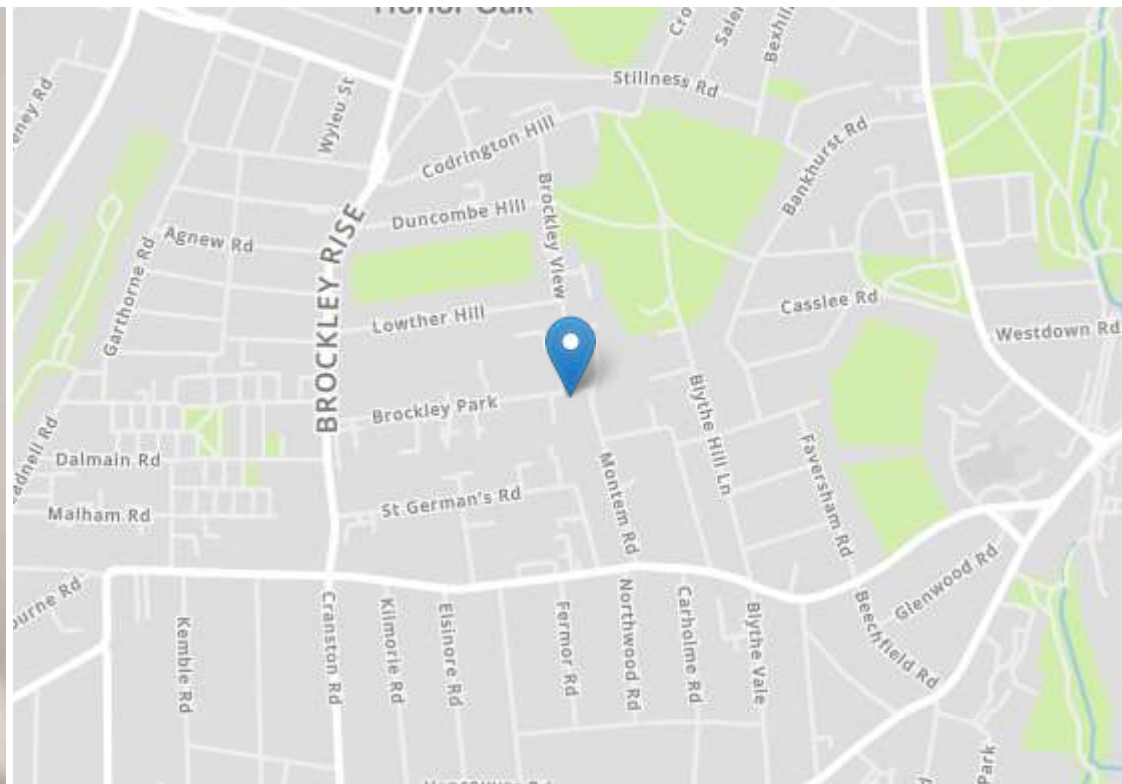 Stillness Rd
Wyleu St
Codrington Hill
Brockley View
Bankhurst Rd
Duncombe Hill
Agnew Rd
Garthorne Rd
BROCKLEY RISE
Casslee Rd
Lowther Hill
Westdown Rd
Brockley Park
Blythe Hill Ln
Dalmain Rd
Faversham Rd
Montem Rd
St German's Rd
Malham Rd
Glenwood Rd
Cranston Rd
Kilmorie Rd
Elsinore Rd
Fermor Rd
Northwood Rd
Carholme Rd
Blythe Vale
Beechfield Rd
Kemble Rd
Park